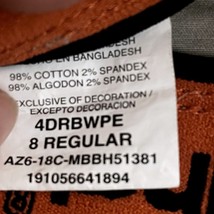 EN BANGLADESH
98% COTTON 2% SPANDEX
98% ALGODON 2% SPANDEX
EXCLUSIVE OF DECORATION/
EXCEPTO DECORACION
4DRBWPE
8 REGULAR
AZ6-18C-MBBH51381
191056641894